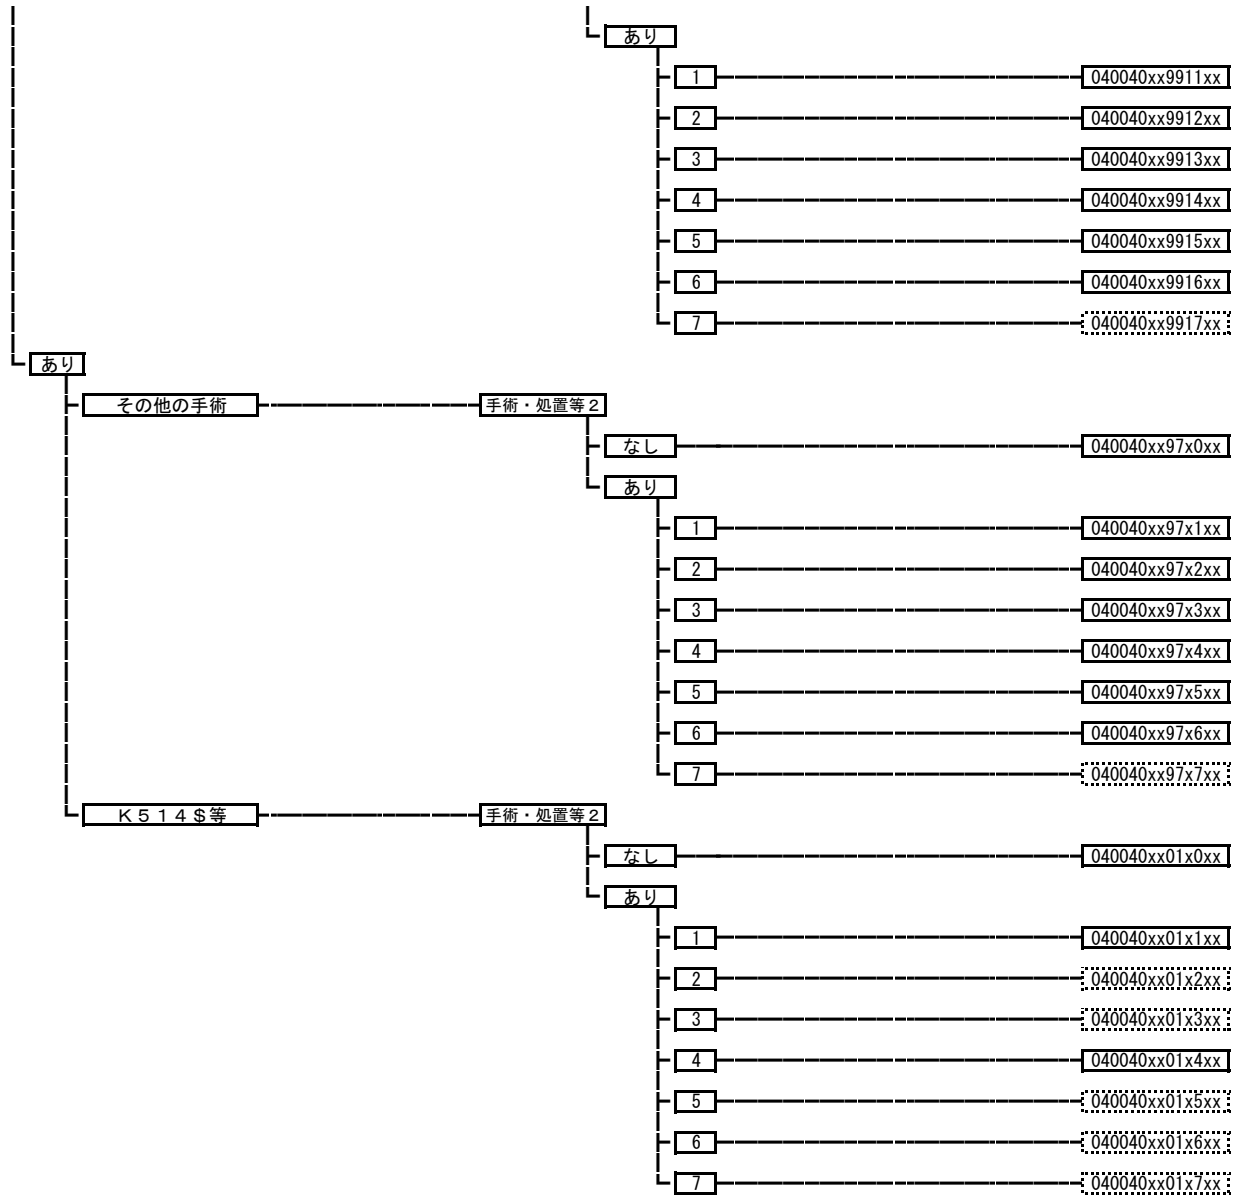 あり
1 040040xx9911xx
2 040040xx9912xx
3 040040xx9913xx
4 040040xx9914xx
5 040040xx9915xx
6 040040xx9916xx
7 040040xx9917xx
あり
その他の手術 手術・処置等２
なし 040040xx97x0xx
あり
1 040040xx97x1xx
2 040040xx97x2xx
3 040040xx97x3xx
4 040040xx97x4xx
5 040040xx97x5xx
6 040040xx97x6xx
7 040040xx97x7xx
Ｋ５１４＄等 手術・処置等２
なし 040040xx01x0xx
あり
1 040040xx01x1xx
2 040040xx01x2xx
3 040040xx01x3xx
4 040040xx01x4xx
5 040040xx01x5xx
6 040040xx01x6xx
7 040040xx01x7xx